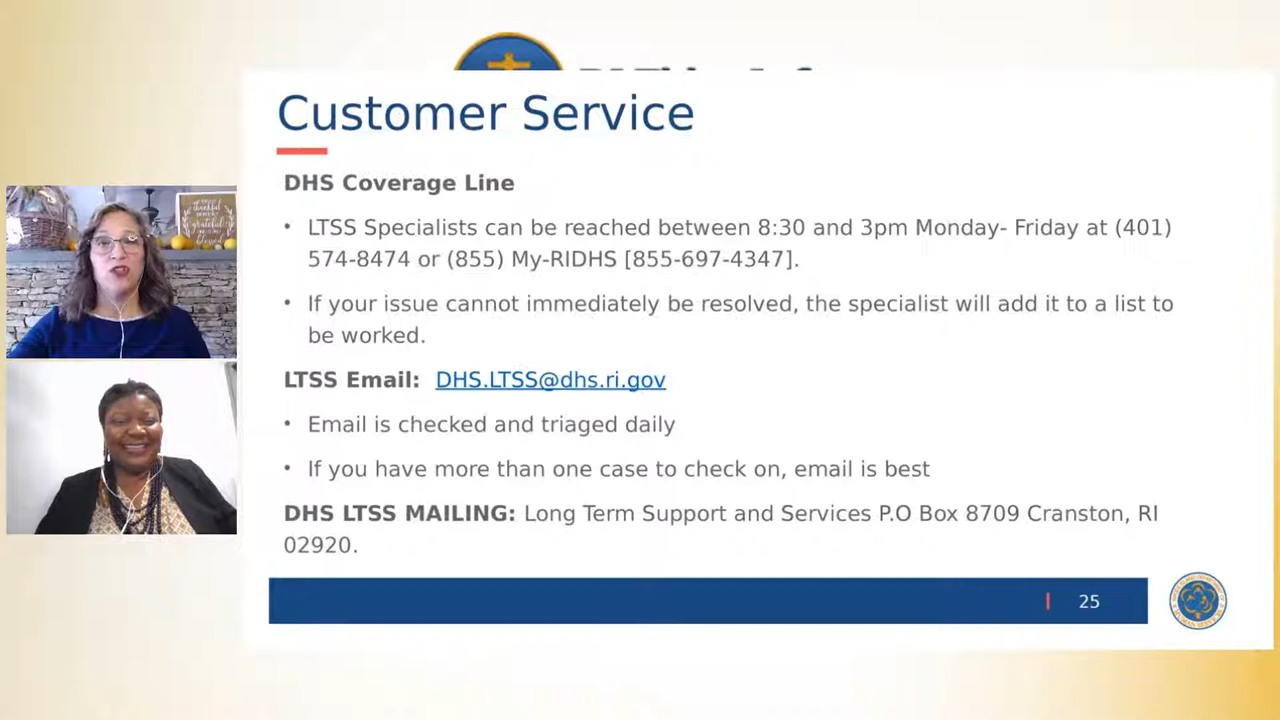 Customer Service
DHS Coverage Line
• LTSS Specialists can be reached between 8:30 and 3pm Monday- Friday at (401)
574-8474 or (855) My-RIDHS [855-697-4347].
• If your issue cannot immediately be resolved, the specialist will add it to a list to
be worked.
LTSS Email: DHS.LTSS@dhs.ri.gov
• Email is checked and triaged daily
• If you have more than one case to check on, email is best
DHS LTSS MAILING: Long Term Support and Services P.O Box 8709 Cranston, RI
02920.
25
thankful
grateful
blessed